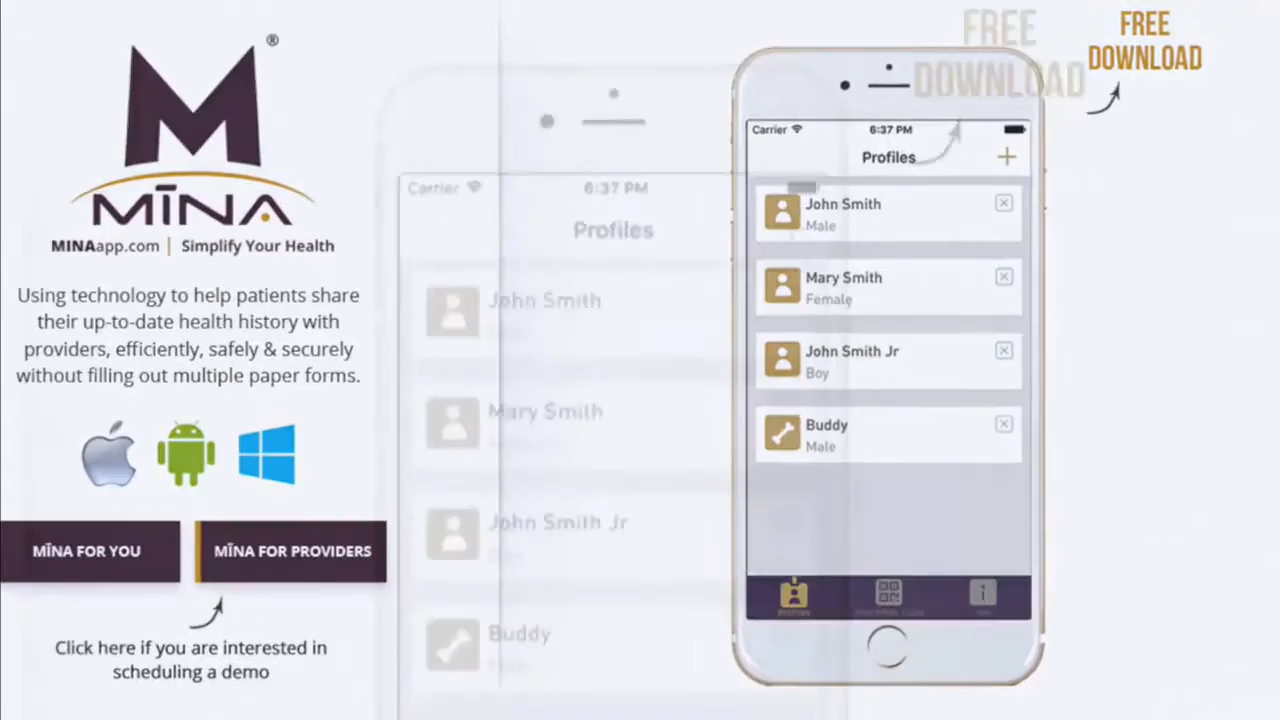 M®
MĪNA
MINAapp.com | Simplify Your Health
Using technology to help patients share
their up-to-date health history with
providers, efficiently, safely & securely
without filling out multiple paper forms.
MĪNA FOR YOU
MĪNA FOR PROVIDERS
Click here if you are interested in
scheduling a demo
Carrier
6:37 PM
Profiles
John Smith
Mary Smith
John Smith Jr
Buddy
FREE
DOWNLOAD
FREE
DOWNLOAD
Carrier
6:37 PM
Profiles
+
John Smith
Male
Mary Smith
Female
John Smith Jr
Boy
Buddy
Male
Profiles